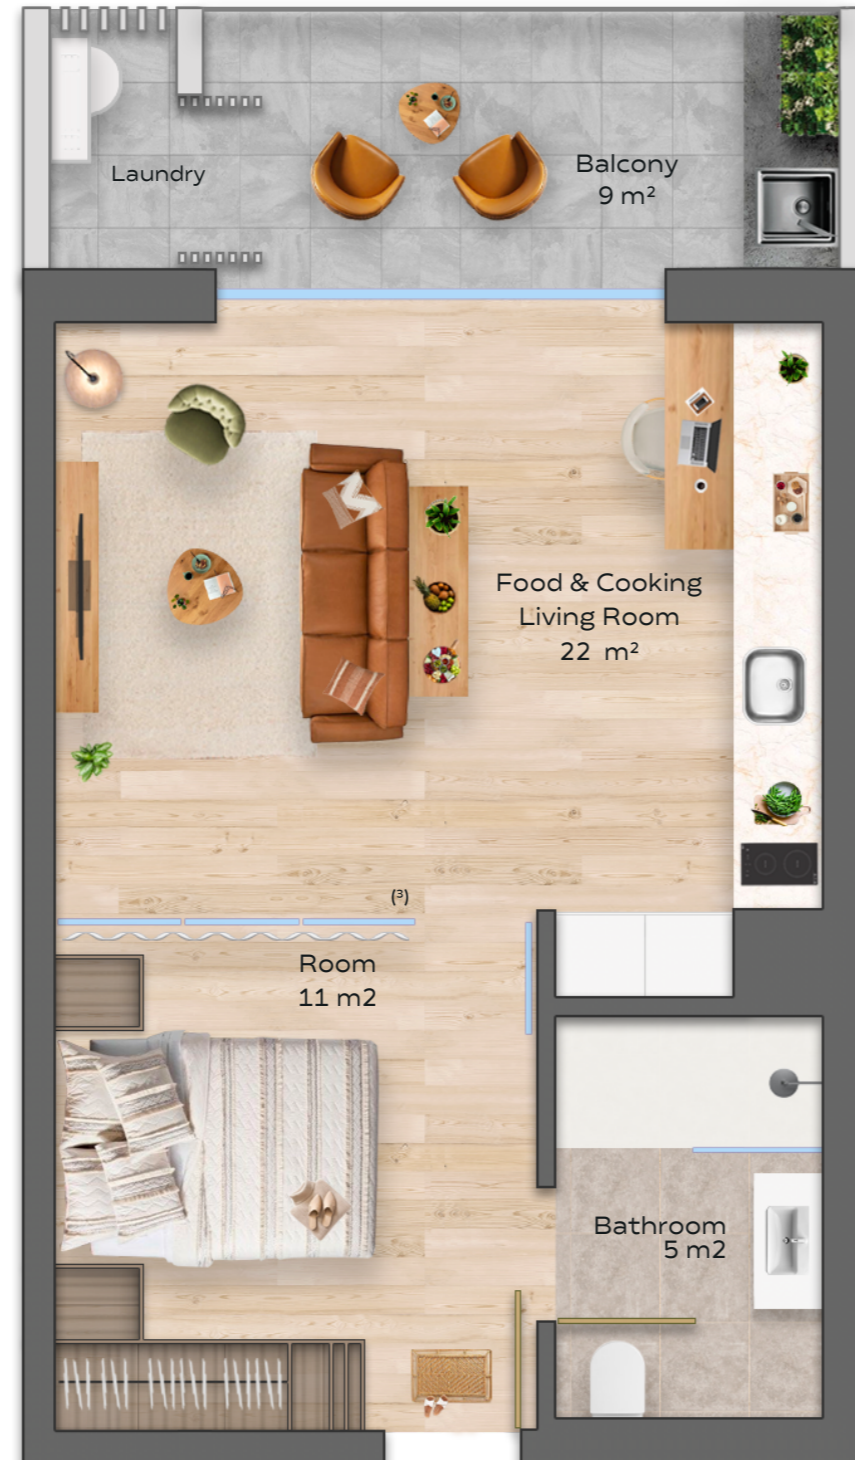 Laundry
Balcony
9 m²
Food & Cooking
Living Room
22 m²
(³)
Room
11 m2
Bathroom
5 m2